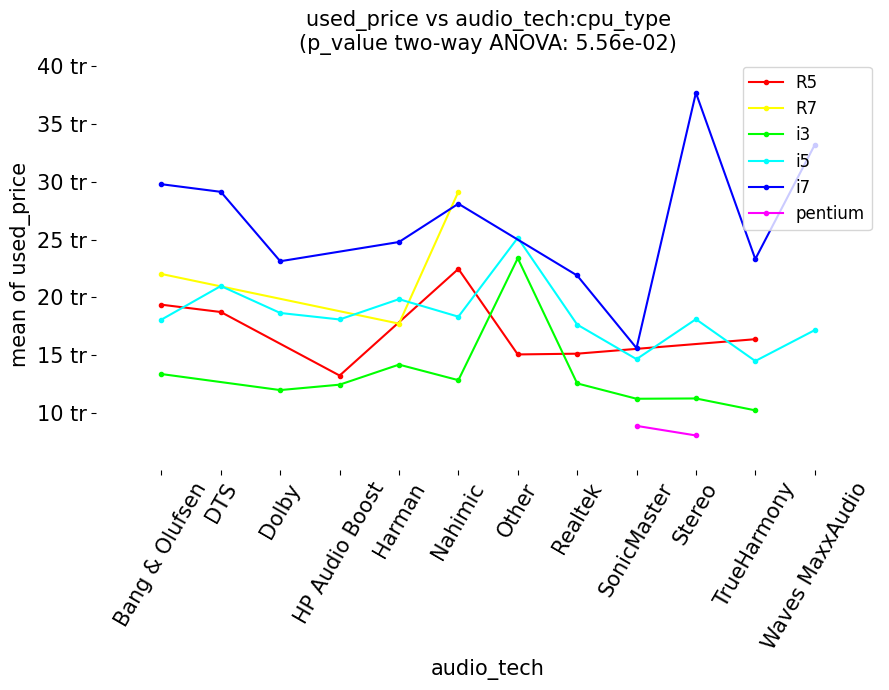 used_price vs audio_tech:cpu_type
(p_value two-way ANOVA: 5.56e-02)
40 tr
35 tr
30 tr
25 tr
20 tr
15 tr
10 tr
mean of used_price
R5
R7
i3
i5
i7
pentium
Bang & Olufsen
DTS
Dolby
HP Audio Boost
Harman
Nahimic
Other
Realtek
SonicMaster
Stereo
TrueHarmony
Waves MaxxAudio
audio_tech